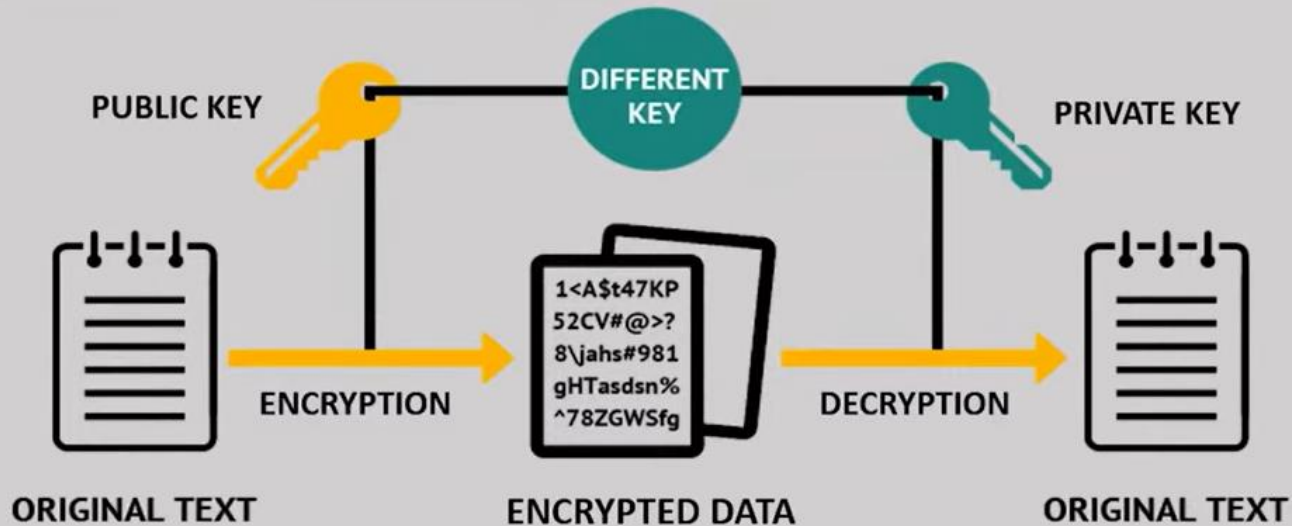 DIFFERENT
KEY
PUBLIC KEY
PRIVATE KEY
1<A$t47KP
52CV#@>?
8\jahs#981
gHTasdsn%
^78ZGWSfg
ENCRYPTION
DECRYPTION
ORIGINAL TEXT
ENCRYPTED DATA
ORIGINAL TEXT